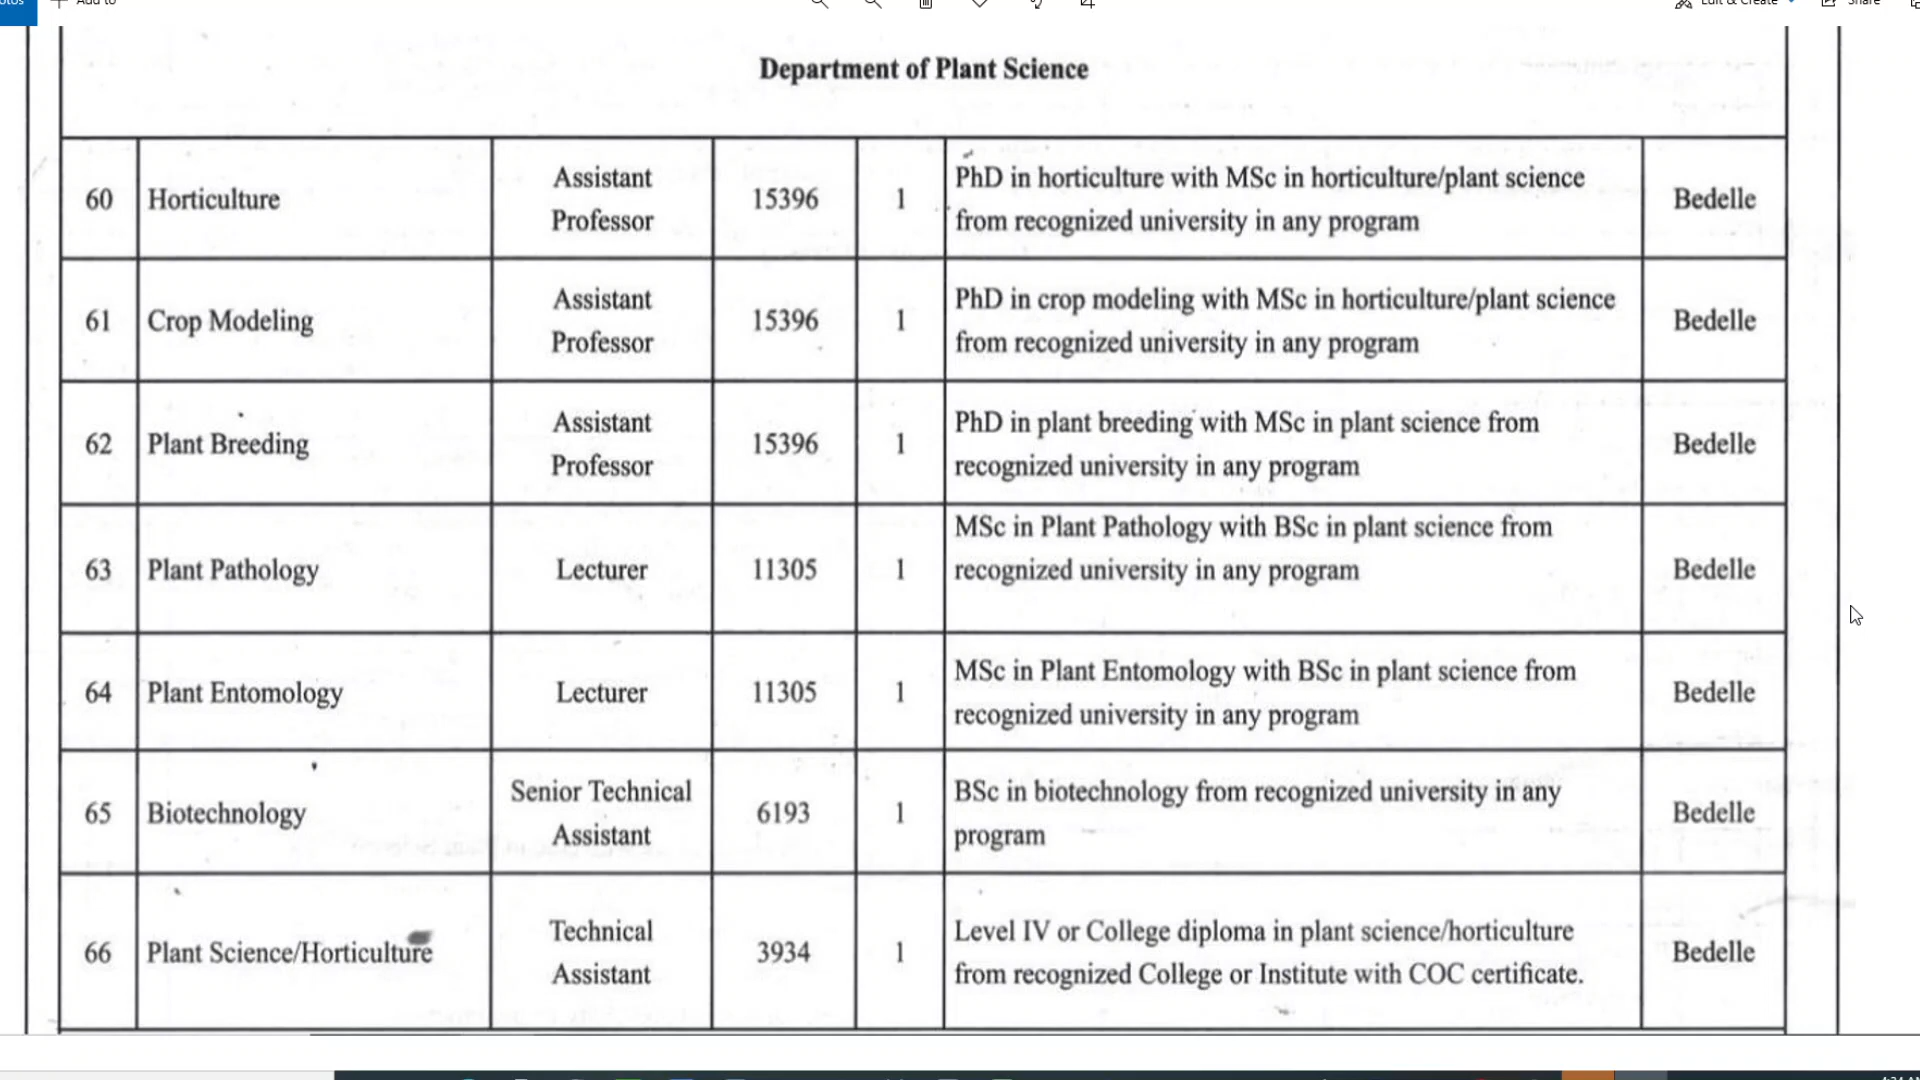 Department of Plant Science
60 Horticulture Assistant Professor 15396 1 PhD in horticulture with MSc in horticulture/plant science from recognized university in any program Bedelle
61 Crop Modeling Assistant Professor 15396 1 PhD in crop modeling with MSc in horticulture/plant science from recognized university in any program Bedelle
62 Plant Breeding Assistant Professor 15396 1 PhD in plant breeding with MSc in plant science from recognized university in any program Bedelle
63 Plant Pathology Lecturer 11305 1 MSc in Plant Pathology with BSc in plant science from recognized university in any program Bedelle
64 Plant Entomology Lecturer 11305 1 MSc in Plant Entomology with BSc in plant science from recognized university in any program Bedelle
65 Biotechnology Senior Technical Assistant 6193 1 BSc in biotechnology from recognized university in any program Bedelle
66 Plant Science/Horticulture Technical Assistant 3934 1 Level IV or College diploma in plant science/horticulture from recognized College or Institute with COC certificate. Bedelle